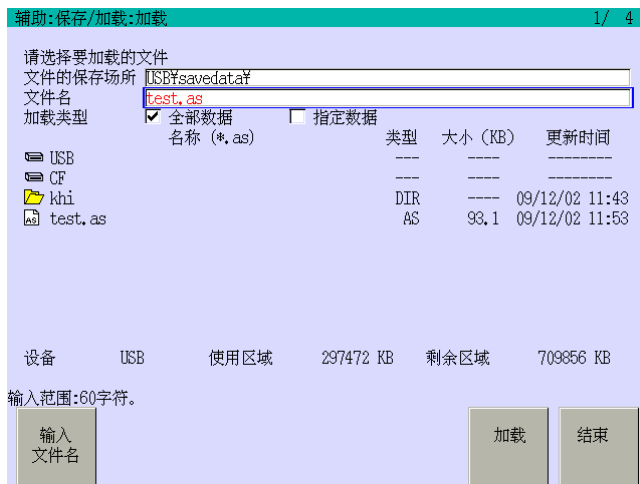 辅助:保存/加载:加载 1/ 4
请选择要加载的文件
文件的保存场所 USB¥savedata¥
文件名 test.as
加载类型 全部数据 指定数据
名称 (*.as) 类型 大小 (KB) 更新时间
USB --- ---- --------
CF --- ---- --------
khi DIR ---- 09/12/02 11:43
AS test.as AS 93.1 09/12/02 11:53
设备 USB 使用区域 297472 KB 剩余区域 709856 KB
输入范围:60字符。
输入 加载 结束
文件名